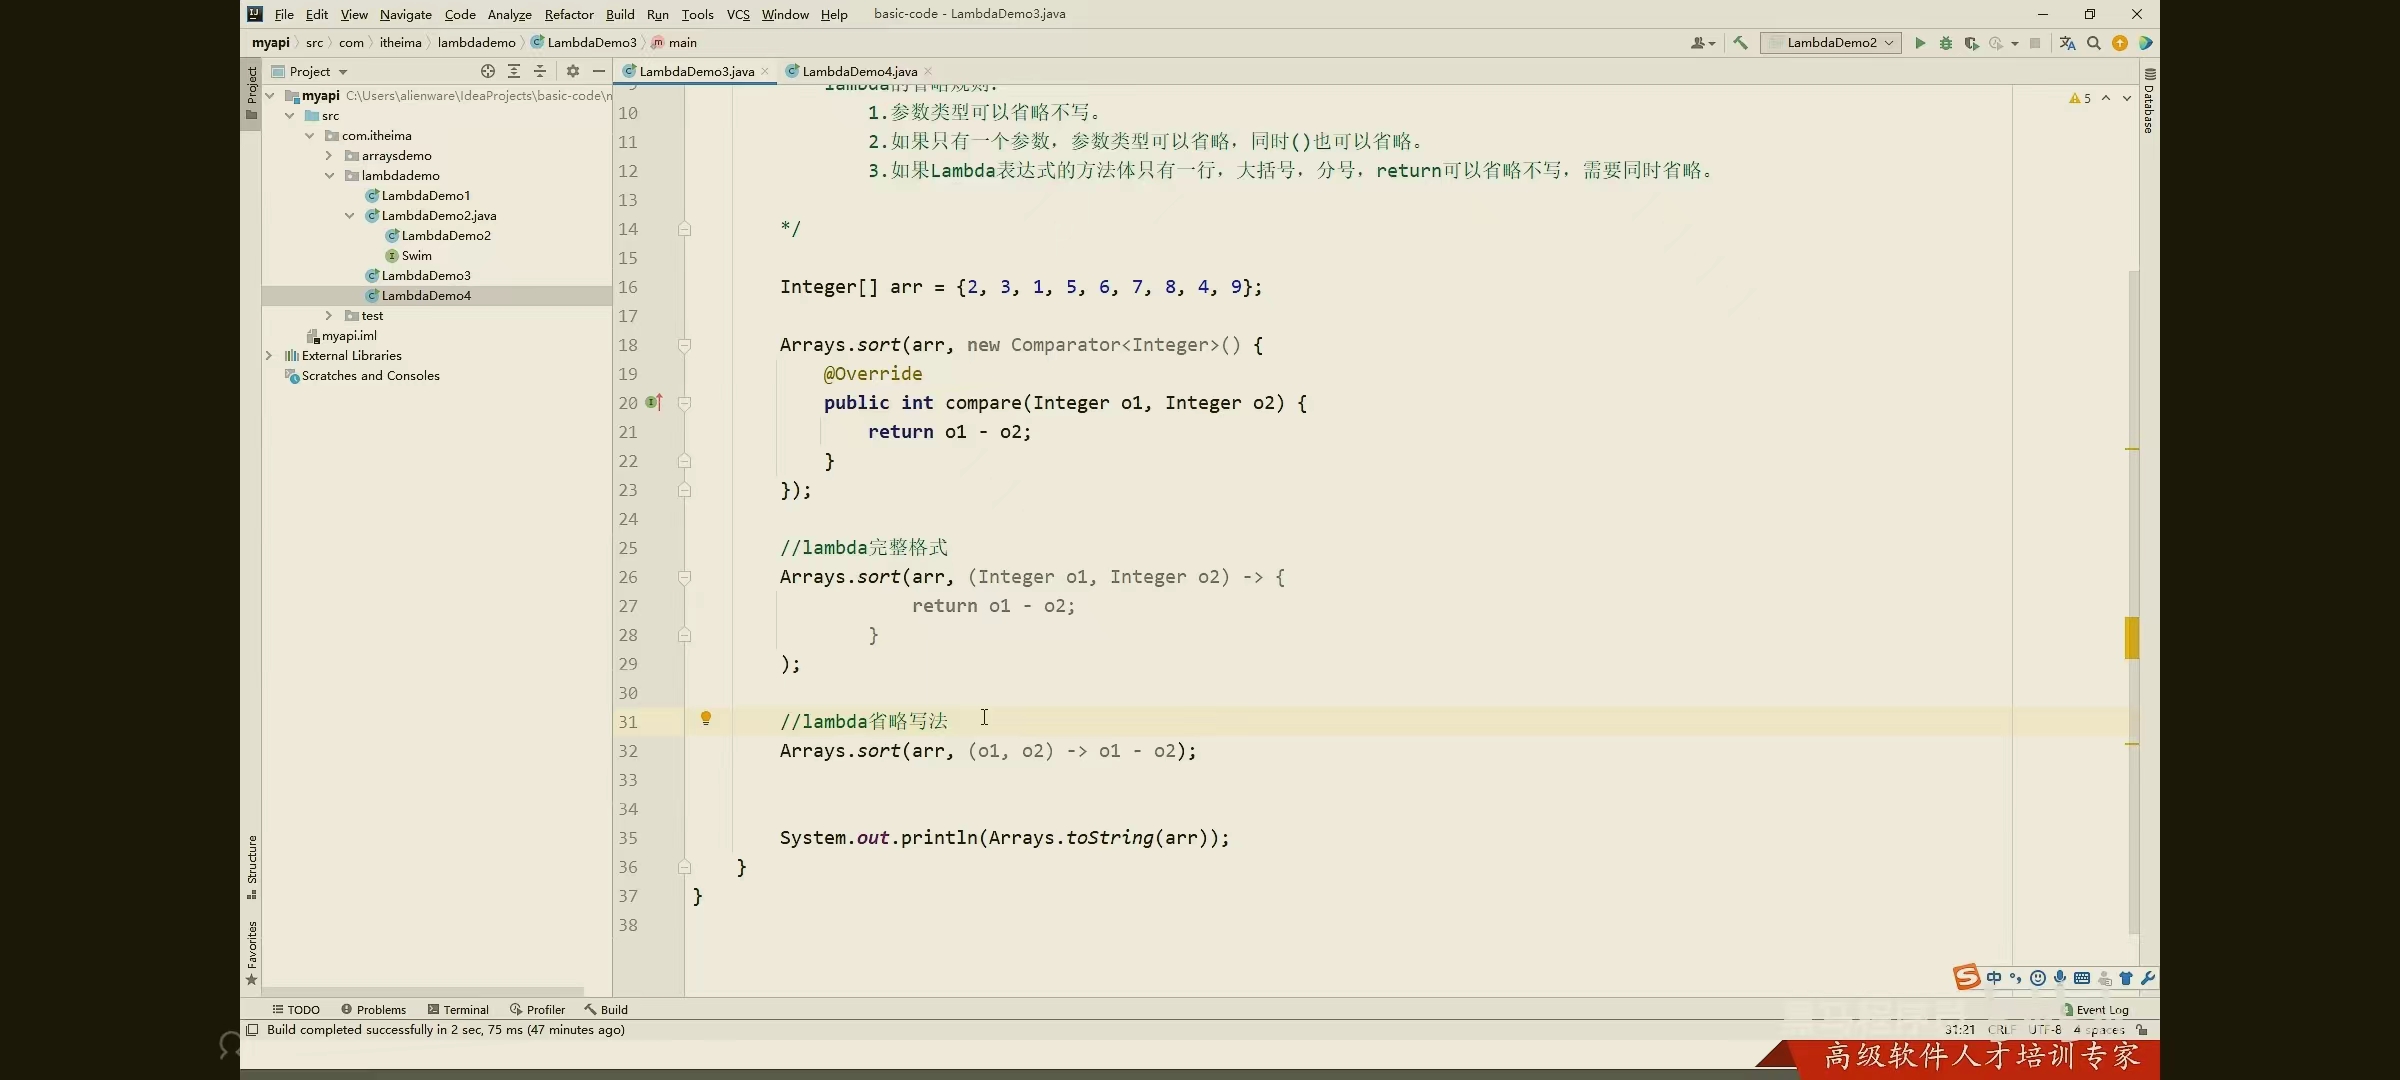 File Edit View Navigate Code Analyze Refactor Build Run Tools VCS Window Help basic-code - LambdaDemo3.java
myapi src com itheima lambdademo LambdaDemo3 main
LambdaDemo2
Project
LambdaDemo3.java
LambdaDemo4.java
Project
myapi C:\Users\alienware\IdeaProjects\basic-code\
src
com.itheima
arraysdemo
lambdademo
LambdaDemo1
LambdaDemo2.java
LambdaDemo2
Swim
LambdaDemo3
LambdaDemo4
test
myapi.iml
External Libraries
Scratches and Consoles
Structure
Favorites
Database
5
lambda的省略规则:
10 1.参数类型可以省略不写。
11 2.如果只有一个参数，参数类型可以省略，同时()也可以省略。
12 3.如果Lambda表达式的方法体只有一行，大括号，分号，return可以省略不写，需要同时省略。
13
14 */
15
16 Integer[] arr = {2, 3, 1, 5, 6, 7, 8, 4, 9};
17
18 Arrays.sort(arr, new Comparator<Integer>() {
19 @Override
20 public int compare(Integer o1, Integer o2) {
21 return o1 - o2;
22 }
23 });
24
25 //lambda完整格式
26 Arrays.sort(arr, (Integer o1, Integer o2) -> {
27 return o1 - o2;
28 }
29 );
30
31 //lambda省略写法
32 Arrays.sort(arr, (o1, o2) -> o1 - o2);
33
34
35 System.out.println(Arrays.toString(arr));
36 }
37 }
38
中
TODO Problems Terminal Profiler Build Event Log
Build completed successfully in 2 sec, 75 ms (47 minutes ago) 31:21 CRLF UTF-8 4 spaces
高级软件人才培训专家